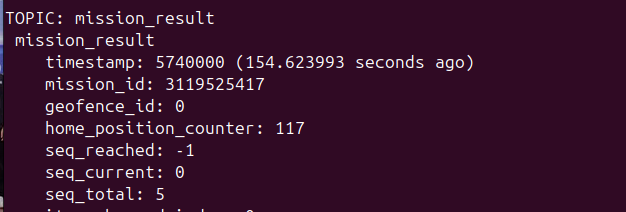 TOPIC: mission_result
mission_result
timestamp: 5740000 (154.623993 seconds ago)
mission_id: 3119525417
geofence_id: 0
home_position_counter: 117
seq_reached: -1
seq_current: 0
seq_total: 5